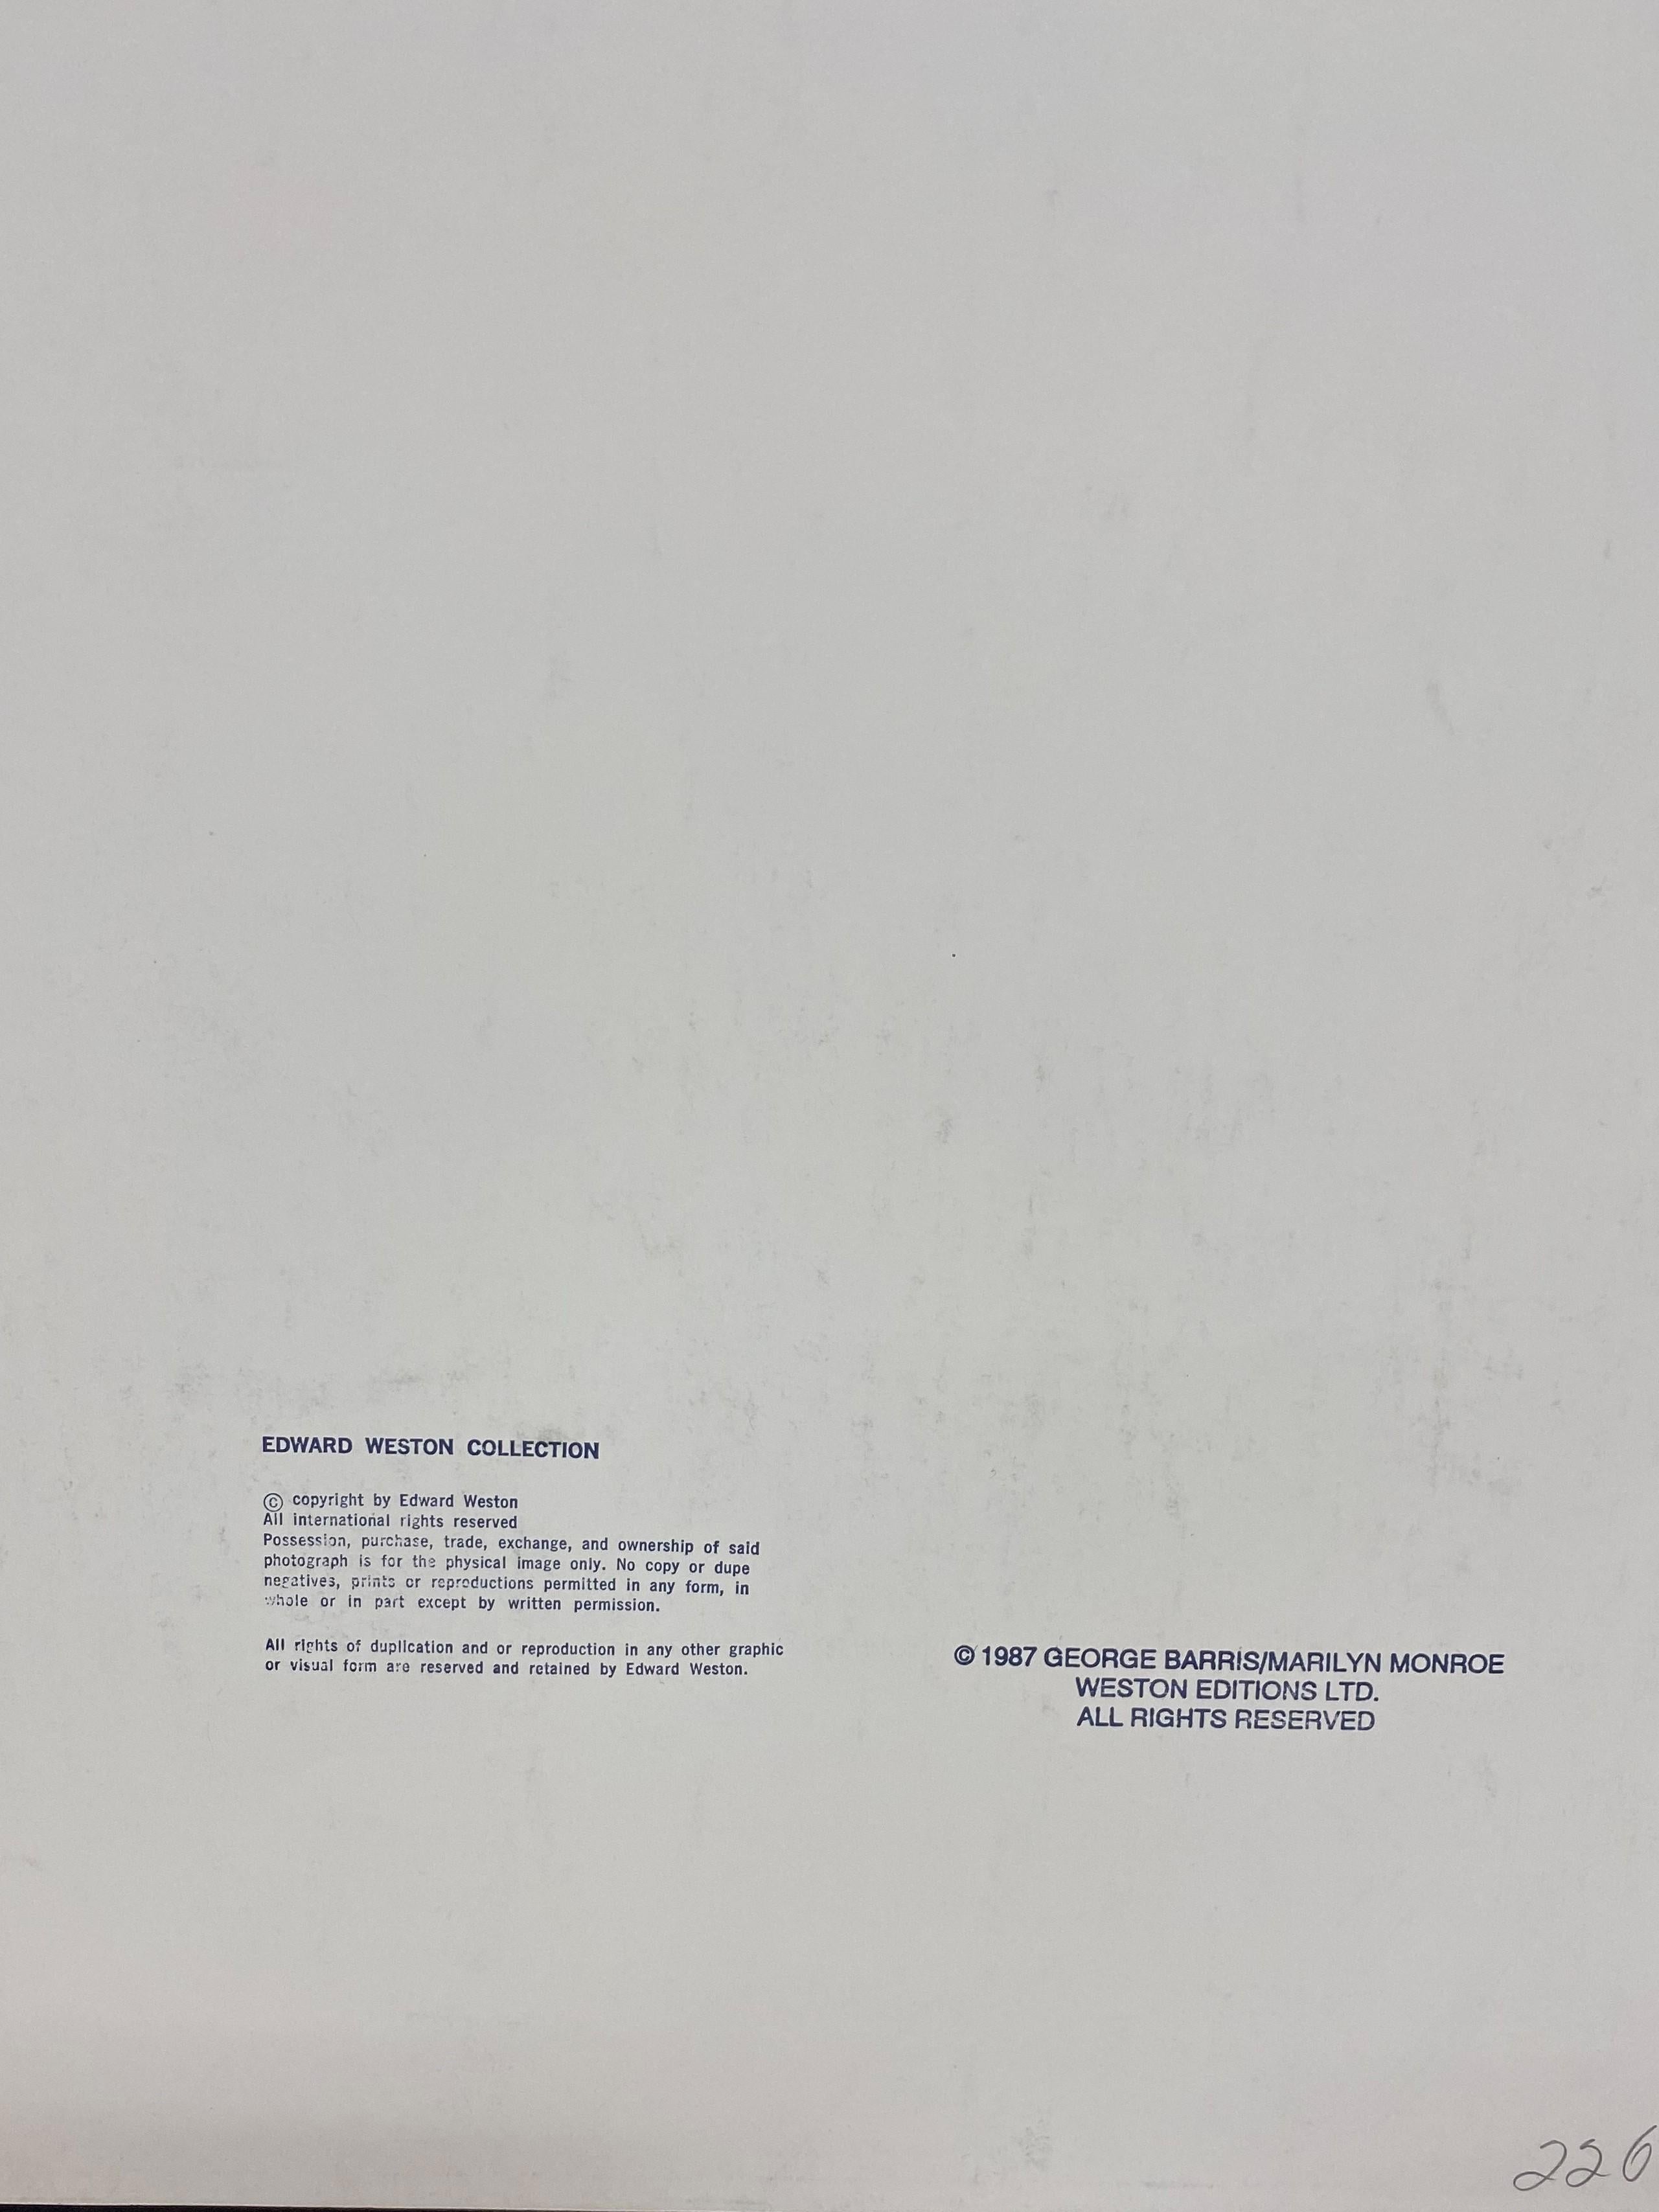 EDWARD WESTON COLLECTION
© copyright by Edward Weston
All international rights reserved
Possession, purchase, trade, exchange, and ownership of said
photograph is for the physical image only. No copy or dupe
negatives, prints or reproductions permitted in any form, in
whole or in part except by written permission.
All rights of duplication and or reproduction in any other graphic
or visual form are reserved and retained by Edward Weston.
© 1987 GEORGE BARRIS/MARILYN MONROE
WESTON EDITIONS LTD.
ALL RIGHTS RESERVED
226